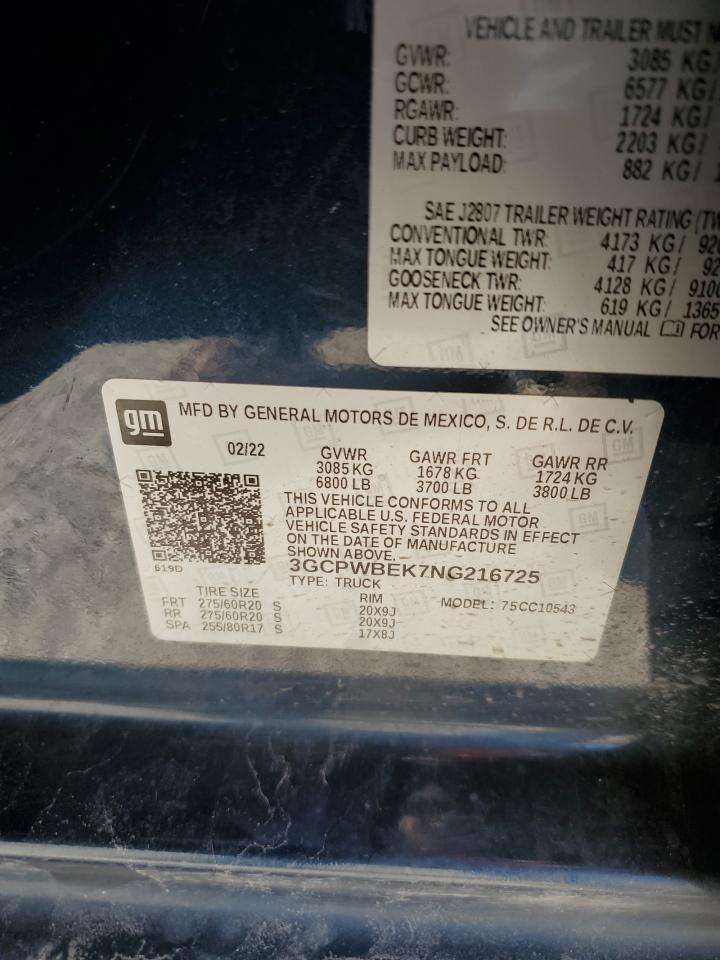 VEHICLE AND TRAILER MUST
GVWR: 3085 KG/
GCWR: 6577 KG/
RGAWR: 1724 KG/
CURB WEIGHT: 2203 KG/
MAX PAYLOAD: 882 KG/
SAE J2807 TRAILER WEIGHT RATING (TW
CONVENTIONAL TWR: 4173 KG/ 92
MAX TONGUE WEIGHT: 417 KG/ 92
GOOSENECK TWR: 4128 KG/ 9100
MAX TONGUE WEIGHT: 619 KG/ 1365
SEE OWNER'S MANUAL FOR
gm MFD BY GENERAL MOTORS DE MEXICO, S. DE R.L. DE C.V.
02/22 GVWR GAWR FRT GAWR RR
3085 KG 1678 KG 1724 KG
6800 LB 3700 LB 3800 LB
THIS VEHICLE CONFORMS TO ALL
APPLICABLE U.S. FEDERAL MOTOR
VEHICLE SAFETY STANDARDS IN EFFECT
ON THE DATE OF MANUFACTURE
SHOWN ABOVE.
619D
3GCPWBEK7NG216725
TYPE: TRUCK
TIRE SIZE RIM MODEL: 75CC10543
FRT 275/60R20 S 20X9J
RR 275/60R20 S 20X9J
SPA 255/80R17 S 17X8J